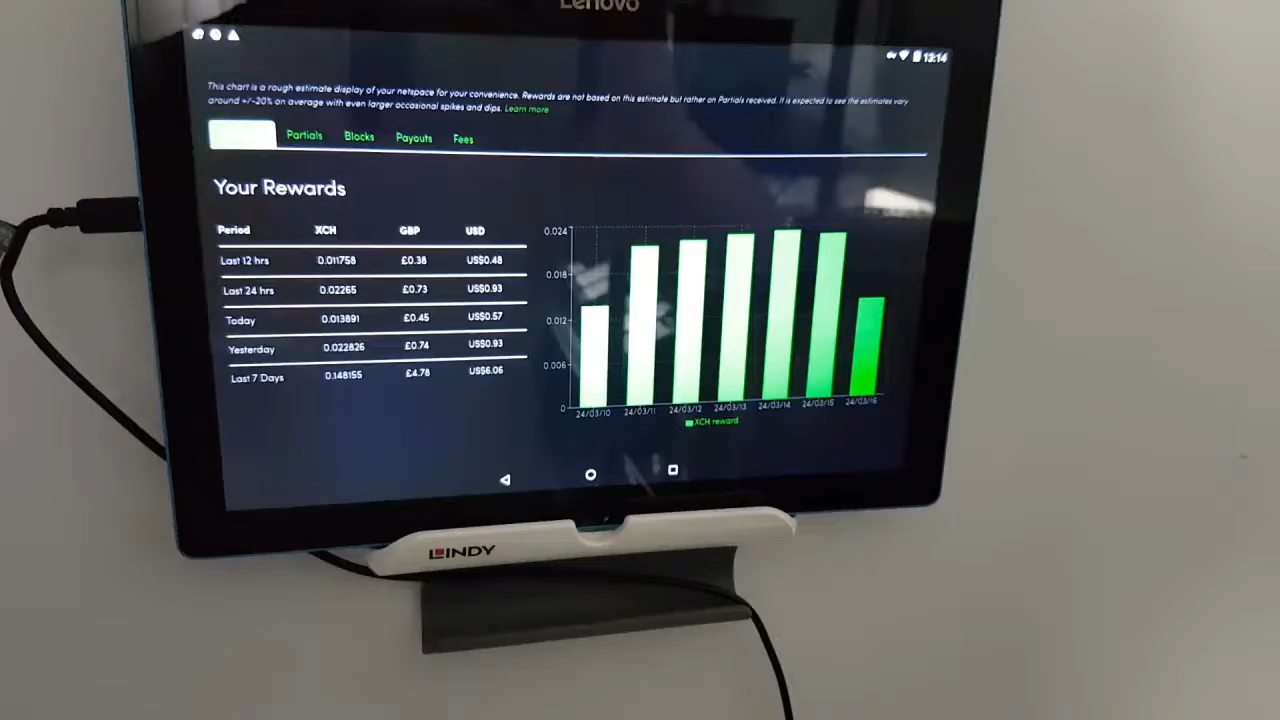 Lenovo
13:14
This chart is a rough estimate display of your netspace for your convenience. Rewards are not based on this estimate but rather on Partials received. It is expected to see the estimates vary
around +/-20% on average with even larger occasional spikes and dips. Learn more
Partials Blocks Payouts Fees
Your Rewards
Period XCH GBP USD
Last 12 hrs 0.011758 £0.38 US$0.48
Last 24 hrs 0.02265 £0.73 US$0.93
Today 0.013891 £0.45 US$0.57
Yesterday 0.022826 £0.74 US$0.93
Last 7 Days 0.148155 £4.78 US$6.06
0.024
0.018
0.012
0.006
0
24/03/10 24/03/11 24/03/12 24/03/13 24/03/14 24/03/15 24/03/16
XCH reward
LINDY